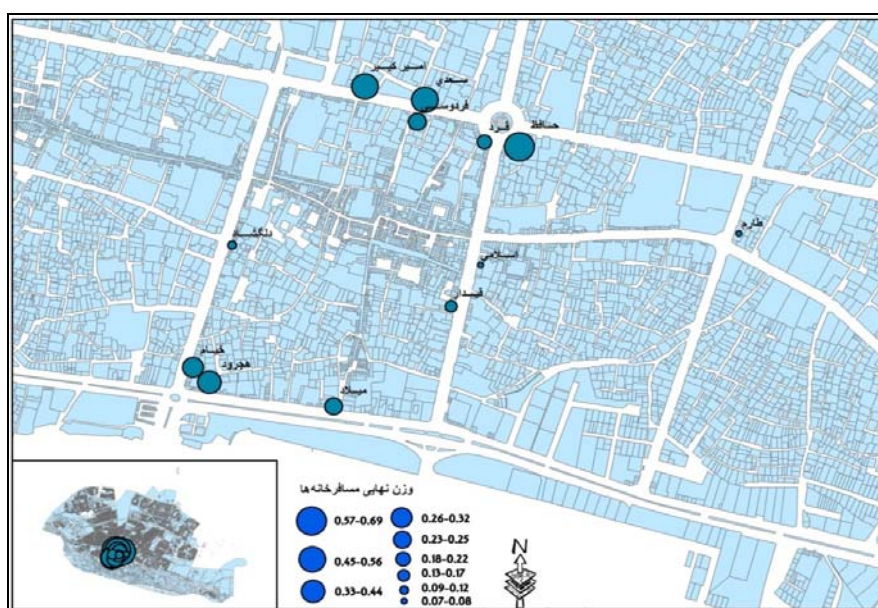 امیر کبیر
سعدی
فردوسی
فرد
حافظ
طارم
دلگشا
اسلامی
قیدار
خیام
هجرود
میلاد
وزن نهایی مسافرخانه‌ها
0.57-0.69
0.45-0.56
0.33-0.44
0.26-0.32
0.23-0.25
0.18-0.22
0.13-0.17
0.09-0.12
0.07-0.08
N